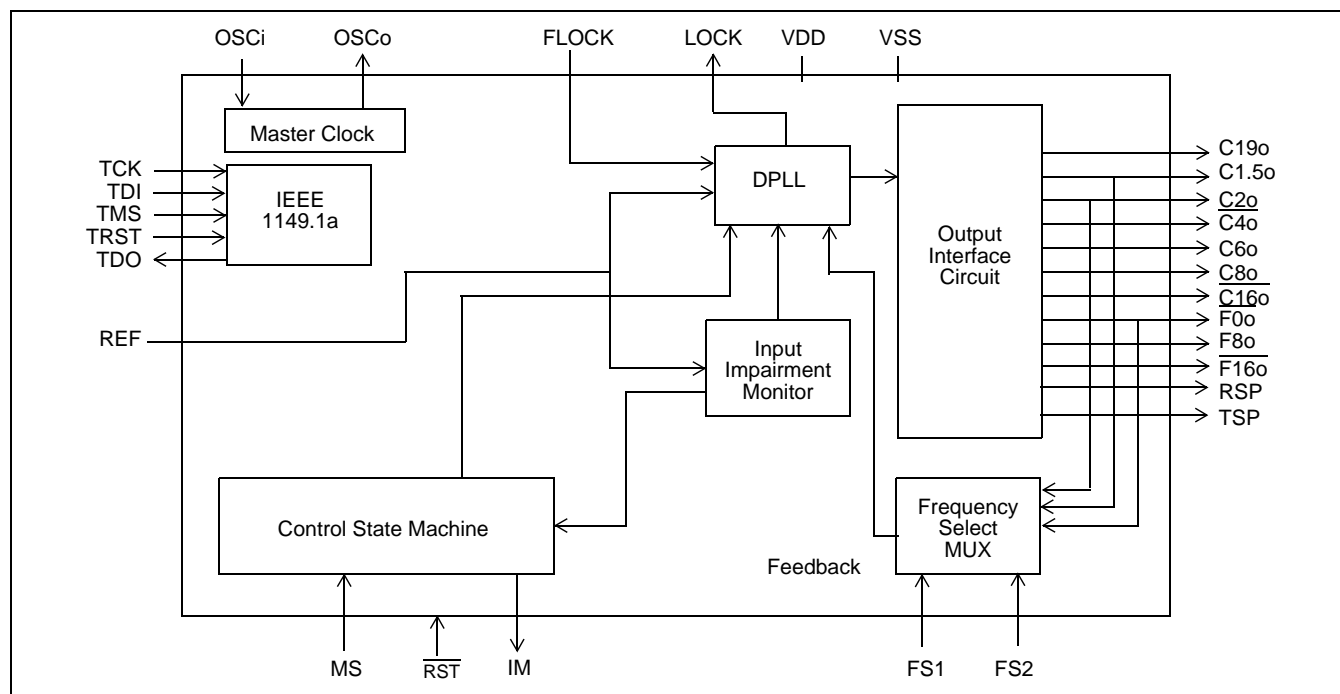 OSCi
OSCo
FLOCK
LOCK
VDD
VSS
Master Clock
TCK
TDI
TMS
TRST
TDO
IEEE
1149.1a
REF
DPLL
Input
Impairment
Monitor
Output
Interface
Circuit
C19o
C1.5o
C2o
C4o
C6o
C8o
C16o
F0o
F8o
F16o
RSP
TSP
Control State Machine
Frequency
Select
MUX
Feedback
MS
RST
IM
FS1
FS2